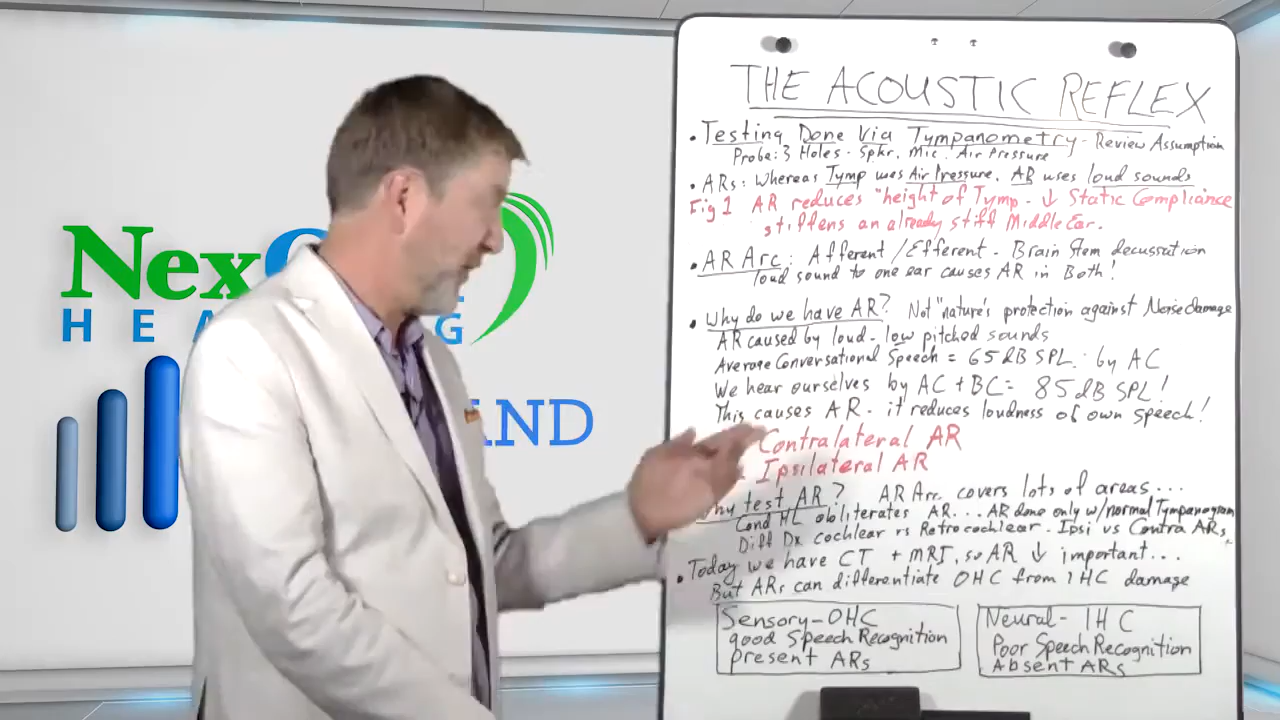 THE ACOUSTIC REFLEX
• Testing Done Via Tympanometry - Review Assumption
Probe: 3 Holes - Spkr. Mic. Air Pressure
• ARs: Whereas Tymp uses Air Pressure, AR uses loud sounds
Fig 1 AR reduces "height of Tymp - ↓ Static Compliance
stiffens an already stiff Middle Ear.
• AR Arc: Afferent/Efferent - Brain Stem decussation
loud sound to one ear causes AR in Both!
• Why do we have AR? Not "nature's protection against Noise damage
AR caused by loud - low pitched sounds
Average Conversational Speech = 65 dB SPL. by AC
We hear ourselves by AC + BC = 85 dB SPL!
This causes AR - it reduces loudness of own speech!
Contralateral AR
Ipsilateral AR
Why test AR? AR Arc covers lots of areas...
Cond HL obliterates AR... AR done only w/normal Tympanogram
Diff Dx cochlear vs Retrocochlear - Ipsi vs Contra ARs
• Today we have CT + MRI, so AR ↓ important...
But ARs can differentiate OHC from IHC damage
Sensory - OHC
good Speech Recognition
present ARs
Neural - IHC
Poor Speech Recognition
Absent ARs
Nex
HEA G
AND